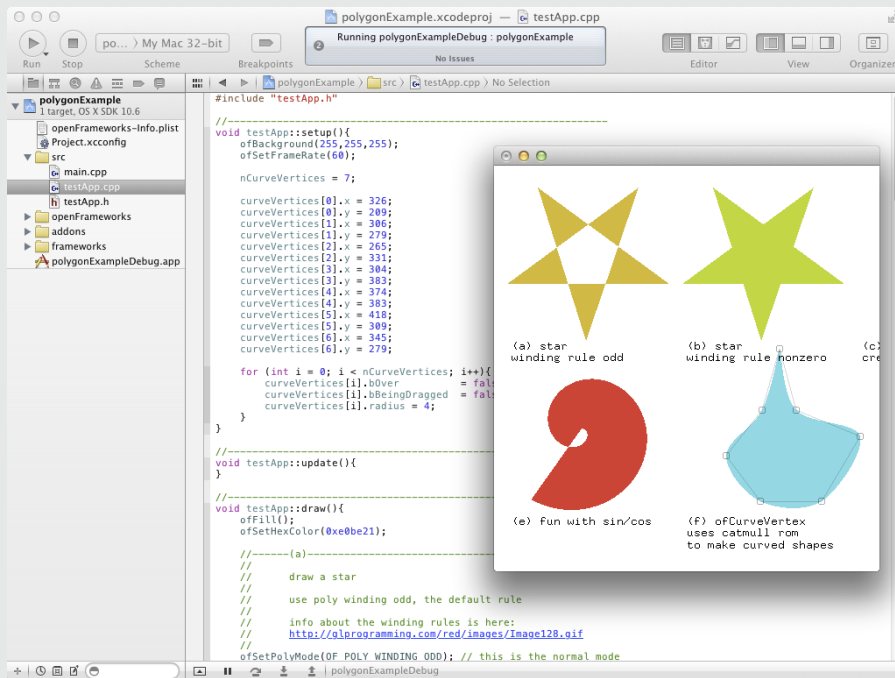 polygonExample.xcodeproj — testApp.cpp
po... > My Mac 32-bit
2
Running polygonExampleDebug : polygonExample
No Issues
Run
Stop
Scheme
Breakpoints
Editor
View
Organizer
polygonExample
1 target, OS X SDK 10.6
openFrameworks-Info.plist
Project.xcconfig
src
main.cpp
testApp.cpp
testApp.h
openFrameworks
addons
frameworks
polygonExampleDebug.app
polygonExample > src > testApp.cpp > No Selection
#include "testApp.h"
//--------------------------------------------------------------
void testApp::setup(){
ofBackground(255,255,255);
ofSetFrameRate(60);
nCurveVertices = 7;
curveVertices[0].x = 326;
curveVertices[0].y = 209;
curveVertices[1].x = 306;
curveVertices[1].y = 279;
curveVertices[2].x = 265;
curveVertices[2].y = 331;
curveVertices[3].x = 304;
curveVertices[3].y = 383;
curveVertices[4].x = 374;
curveVertices[4].y = 383;
curveVertices[5].x = 418;
curveVertices[5].y = 309;
curveVertices[6].x = 345;
curveVertices[6].y = 279;
for (int i = 0; i < nCurveVertices; i++){
curveVertices[i].bOver = fals
curveVertices[i].bBeingDragged = fals
curveVertices[i].radius = 4;
}
}
//--------------------------------------------
void testApp::update(){
}
//--------------------------------------------
void testApp::draw(){
ofFill();
ofSetHexColor(0xe0be21);
//------(a)-------------------------------
//
// draw a star
//
// use poly winding odd, the default rule
//
// info about the winding rules is here:
// http://glprogramming.com/red/images/Image128.gif
//
ofSetPolyMode(OF_POLY_WINDING_ODD); // this is the normal mode
polygonExampleDebug
(a) star
winding rule odd
(b) star
winding rule nonzero
(c)
cre
(e) fun with sin/cos
(f) ofCurveVertex
uses catmull rom
to make curved shapes